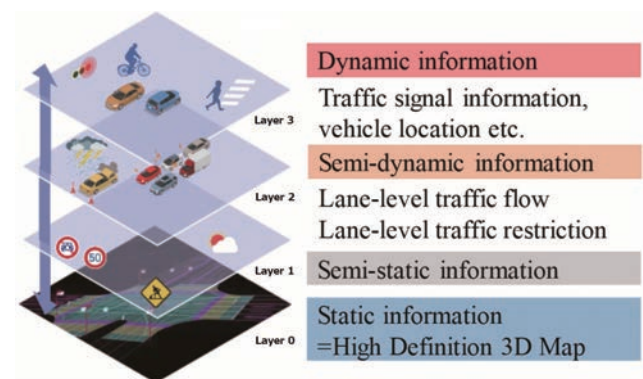 Dynamic information
Traffic signal information,
vehicle location etc.
Layer 3
Semi-dynamic information
Lane-level traffic flow
Lane-level traffic restriction
Layer 2
50
Semi-static information
Layer 1
Static information
=High Definition 3D Map
Layer 0